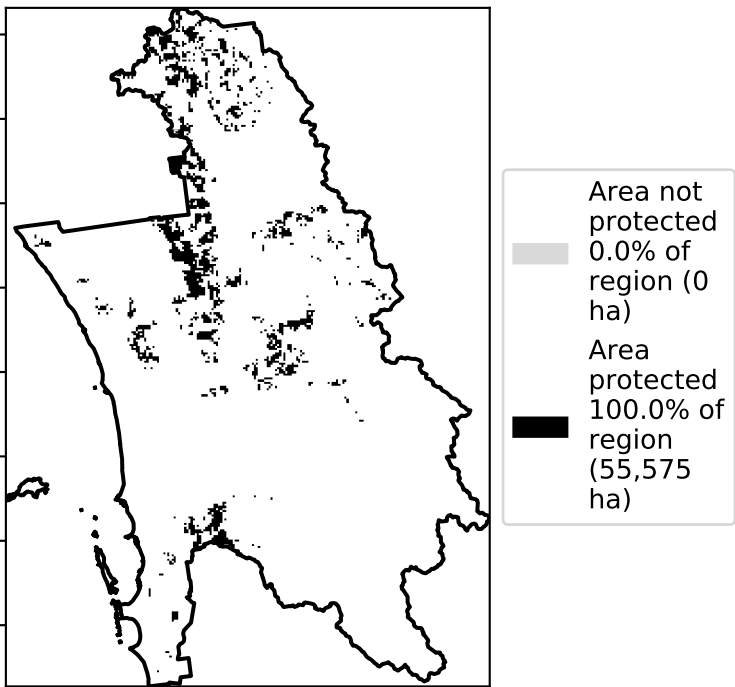 Area not
protected
0.0% of
region (0
ha)
Area
protected
100.0% of
region
(55,575
ha)